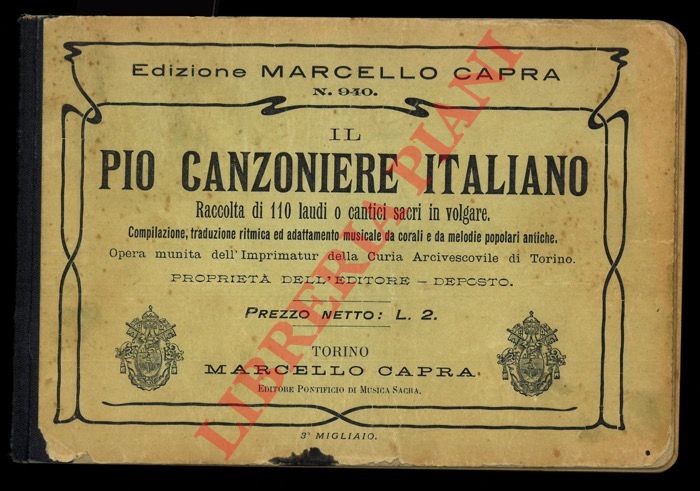 Edizione MARCELLO CAPRA
N. 940.
IL
PIO CANZONIERE ITALIANO
Raccolta di 110 laudi o cantici sacri in volgare.
Compilazione, traduzione ritmica ed adattamento musicale da corali e da melodie popolari antiche.
Opera munita dell'Imprimatur della Curia Arcivescovile di Torino.
PROPRIETÀ DELL'EDITORE — DEPOSTO.
PREZZO NETTO: L. 2.
TORINO
MARCELLO CAPRA
EDITORE PONTIFICIO DI MUSICA SACRA.
3° MIGLIAIO.
LIBRERIA PIANI